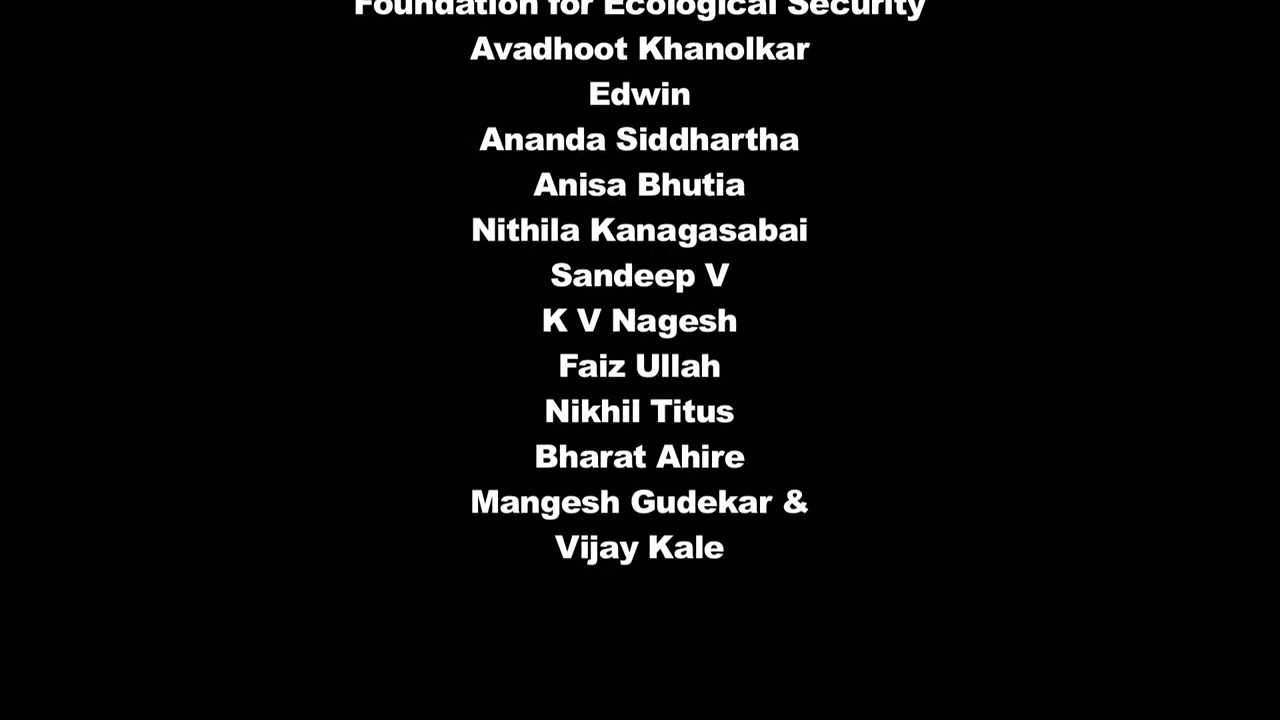 Foundation for Ecological Security
Avadhoot Khanolkar
Edwin
Ananda Siddhartha
Anisa Bhutia
Nithila Kanagasabai
Sandeep V
K V Nagesh
Faiz Ullah
Nikhil Titus
Bharat Ahire
Mangesh Gudekar &
Vijay Kale